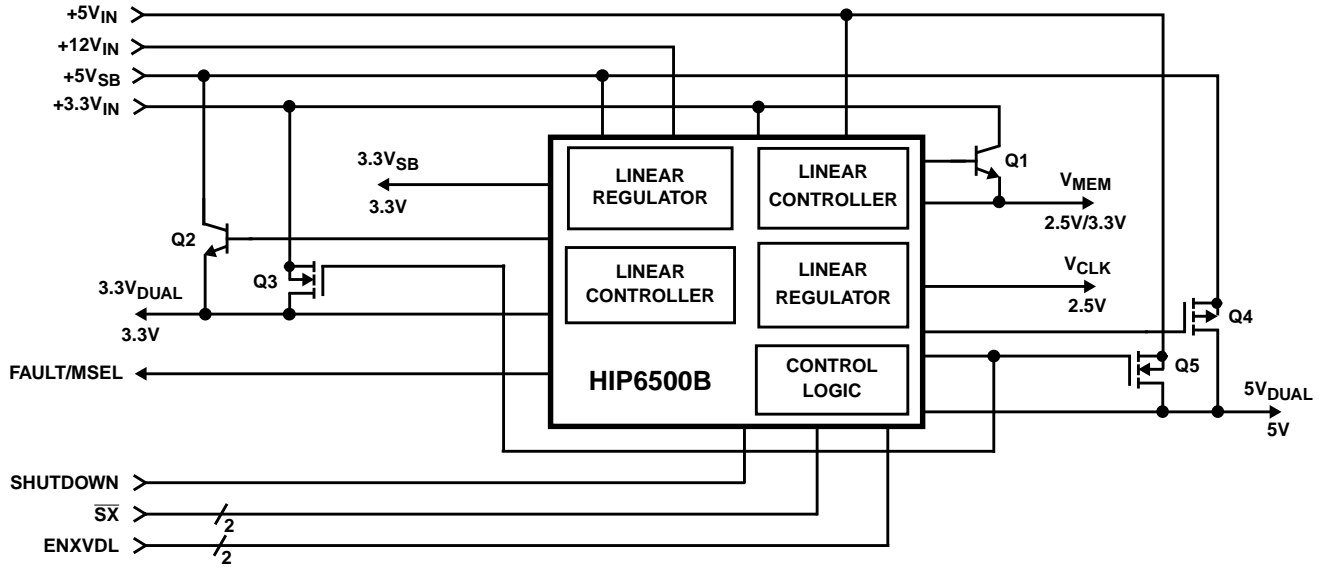 +5VIN
+12VIN
+5VSB
+3.3VIN
3.3VSB
3.3V
LINEAR
REGULATOR
LINEAR
CONTROLLER
Q1
VMEM
2.5V/3.3V
Q2
Q3
LINEAR
CONTROLLER
LINEAR
REGULATOR
VCLK
2.5V
3.3VDUAL
3.3V
Q4
FAULT/MSEL
HIP6500B
CONTROL
LOGIC
Q5
5VDUAL
5V
SHUTDOWN
SX
2
ENXVDL
2